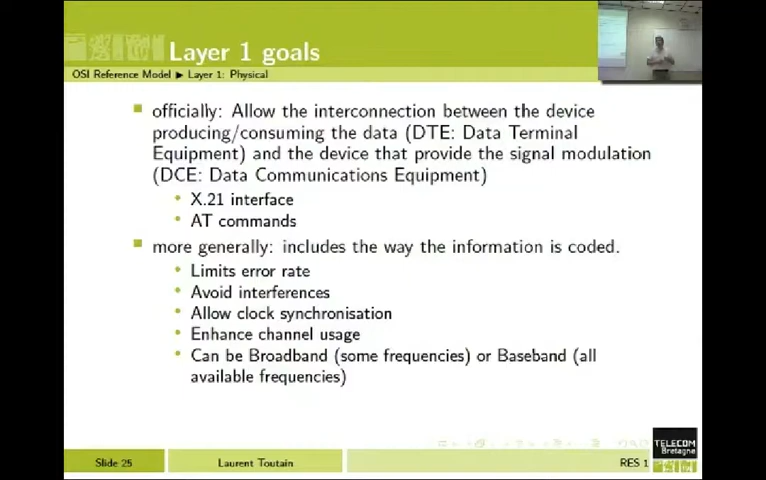 Layer 1 goals
OSI Reference Model ▶ Layer 1: Physical
officially: Allow the interconnection between the device
producing/consuming the data (DTE: Data Terminal
Equipment) and the device that provide the signal modulation
(DCE: Data Communications Equipment)
X.21 interface
AT commands
more generally: includes the way the information is coded.
Limits error rate
Avoid interferences
Allow clock synchronisation
Enhance channel usage
Can be Broadband (some frequencies) or Baseband (all
available frequencies)
TELECOM
Bretagne
Slide 25
Laurent Toutain
RES 1